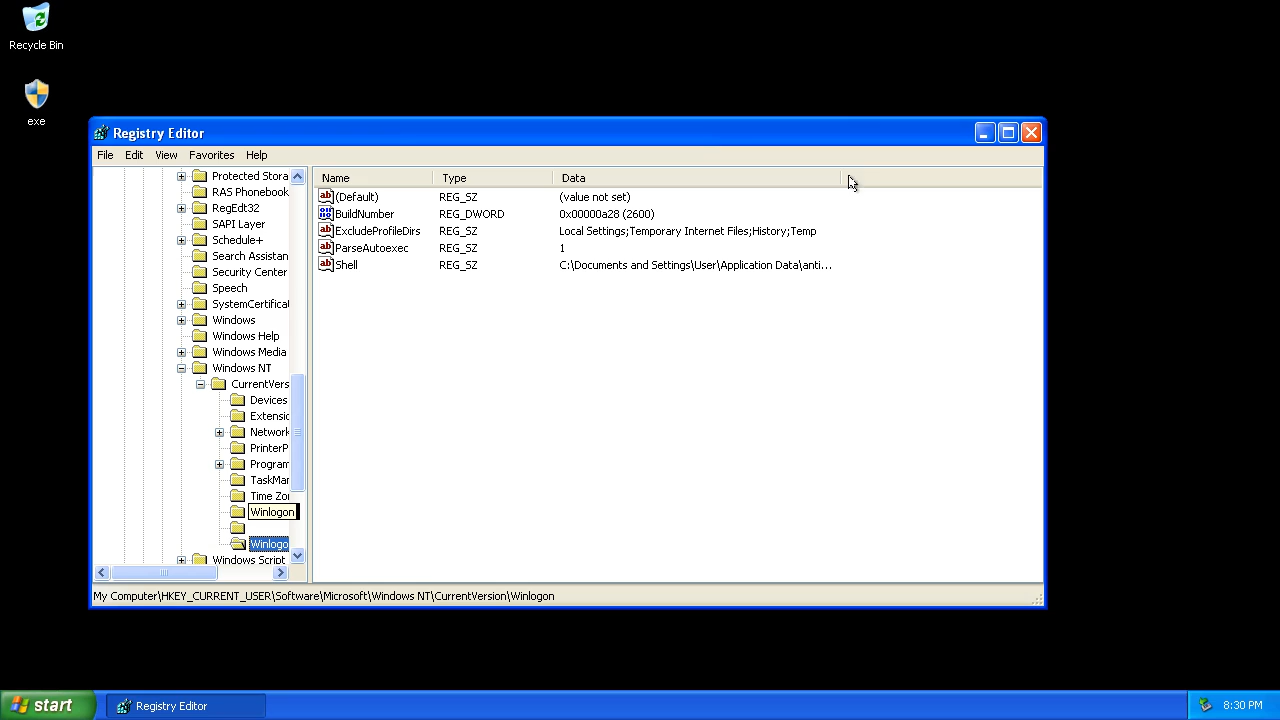 Recycle Bin
exe
Registry Editor
File Edit View Favorites Help
Protected Stora
RAS Phonebook
RegEdt32
SAPI Layer
Schedule+
Search Assistan
Security Center
Speech
SystemCertifica
Windows
Windows Help
Windows Media
Windows NT
CurrentVers
Devices
Extensio
Network
PrinterP
Program
TaskMan
Time Zon
Winlogon
Winlogo
Windows Script
Name Type Data
(Default) REG_SZ (value not set)
BuildNumber REG_DWORD 0x00000a28 (2600)
ExcludeProfileDirs REG_SZ Local Settings;Temporary Internet Files;History;Temp
ParseAutoexec REG_SZ 1
Shell REG_SZ C:\Documents and Settings\User\Application Data\anti...
My Computer\HKEY_CURRENT_USER\Software\Microsoft\Windows NT\CurrentVersion\Winlogon
start
Registry Editor
8:30 PM